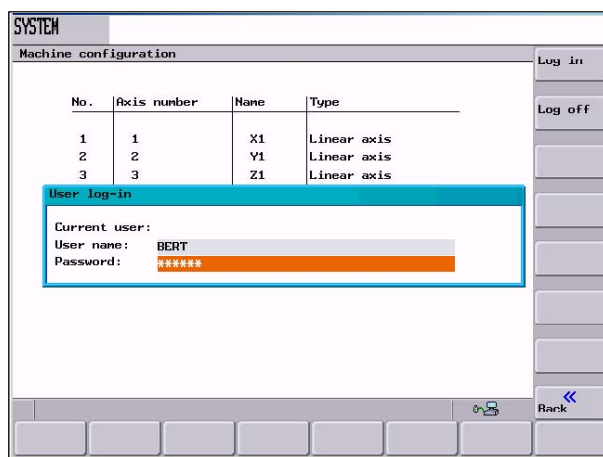 SYSTEM
Machine configuration
No. Axis number Name Type
1 1 X1 Linear axis
2 2 Y1 Linear axis
3 3 Z1 Linear axis
User log-in
Current user:
User name: BERT
Password: ******
Log in
Log off
«
Back